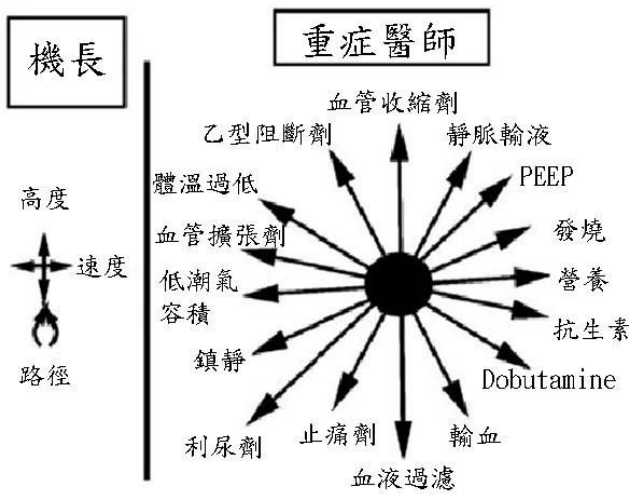 機長
重症醫師
高度
速度
路徑
血管收縮劑
乙型阻斷劑
靜脈輸液
體溫過低
PEEP
血管擴張劑
發燒
低潮氣
容積
營養
鎮靜
抗生素
Dobutamine
利尿劑
止痛劑
輸血
血液過濾